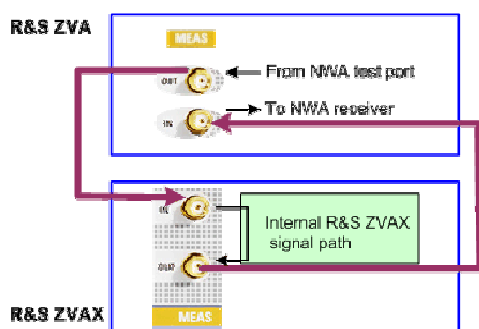 R&S ZVA
MEAS
OUT
From NWA test port
IN
To NWA receiver
IN
Internal R&S ZVAX
signal path
OUT
R&S ZVAX
MEAS